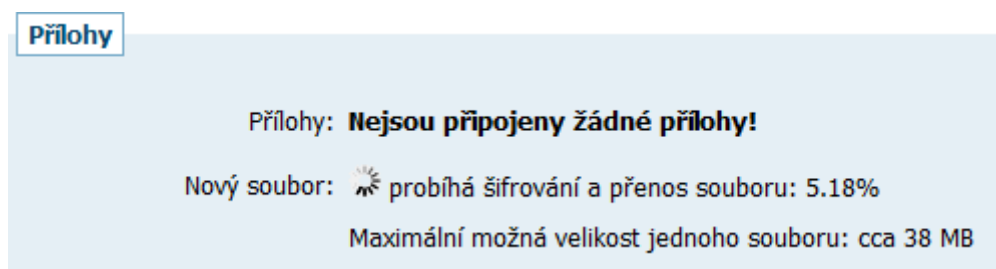 Přílohy
Přílohy: Nejsou připojeny žádné přílohy!
Nový soubor: probíhá šifrování a přenos souboru: 5.18%
Maximální možná velikost jednoho souboru: cca 38 MB